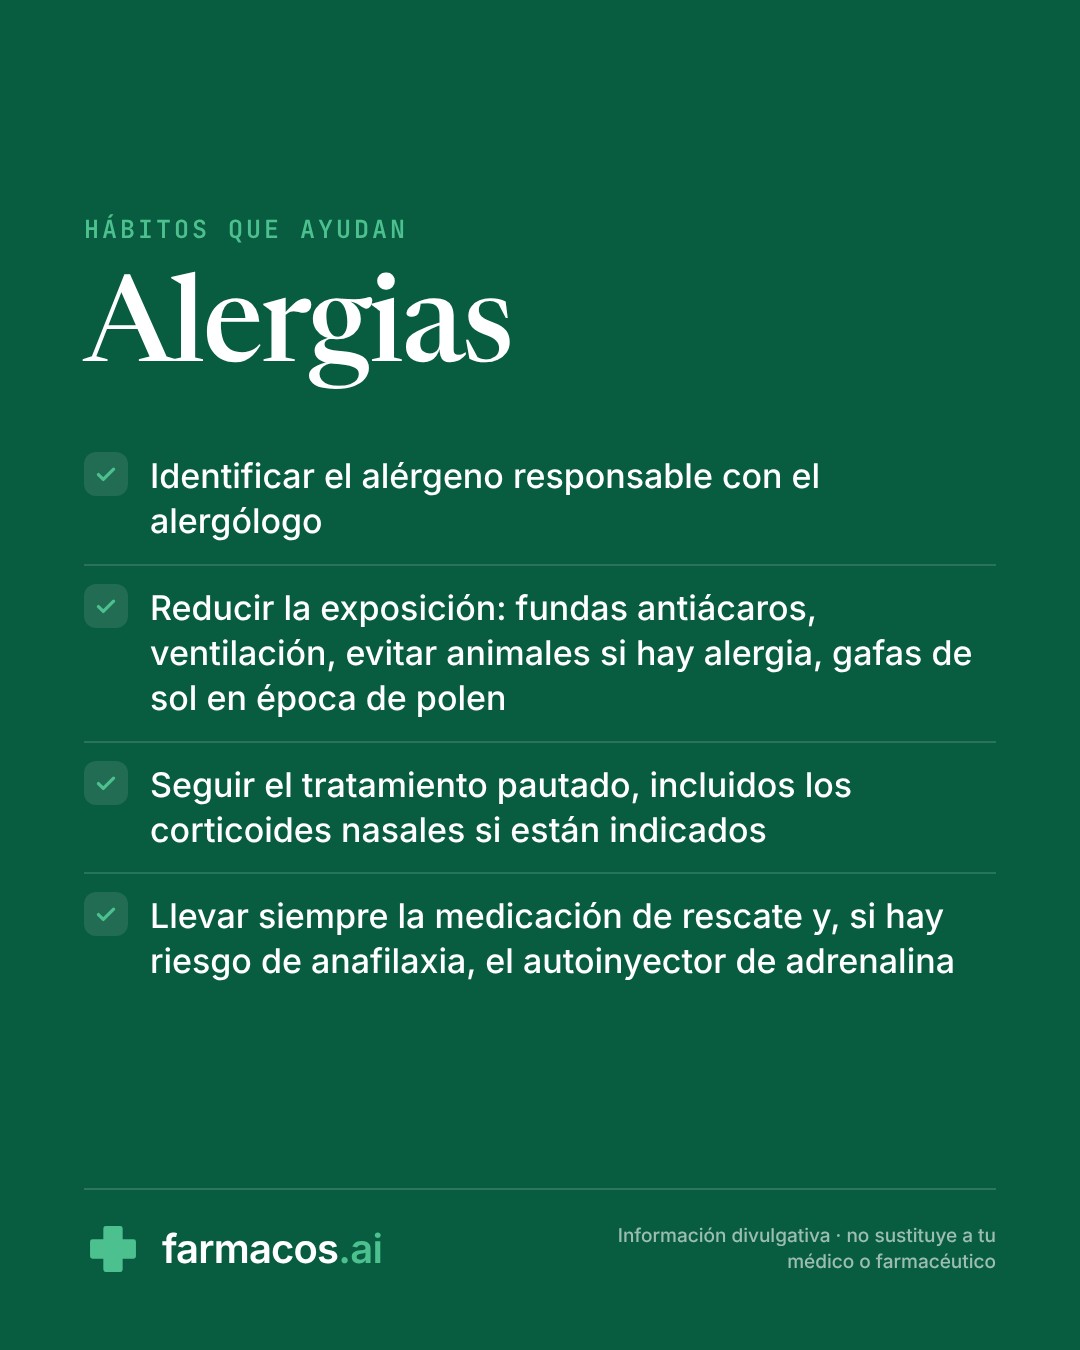 HÁBITOS QUE AYUDAN
Alergias
Identificar el alérgeno responsable con el
alergólogo
Reducir la exposición: fundas antiácaros,
ventilación, evitar animales si hay alergia, gafas de
sol en época de polen
Seguir el tratamiento pautado, incluidos los
corticoides nasales si están indicados
Llevar siempre la medicación de rescate y, si hay
riesgo de anafilaxia, el autoinyector de adrenalina
farmacos.ai
Información divulgativa · no sustituye a tu
médico o farmacéutico